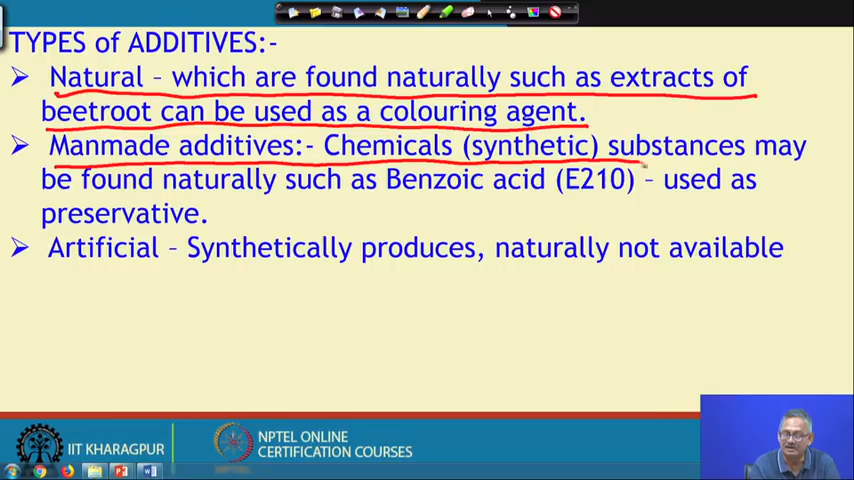 TYPES of ADDITIVES:-
Natural – which are found naturally such as extracts of
beetroot can be used as a colouring agent.
Manmade additives:- Chemicals (synthetic) substances may
be found naturally such as Benzoic acid (E210) – used as
preservative.
Artificial – Synthetically produces, naturally not available
IIT KHARAGPUR
NPTEL ONLINE
CERTIFICATION COURSES